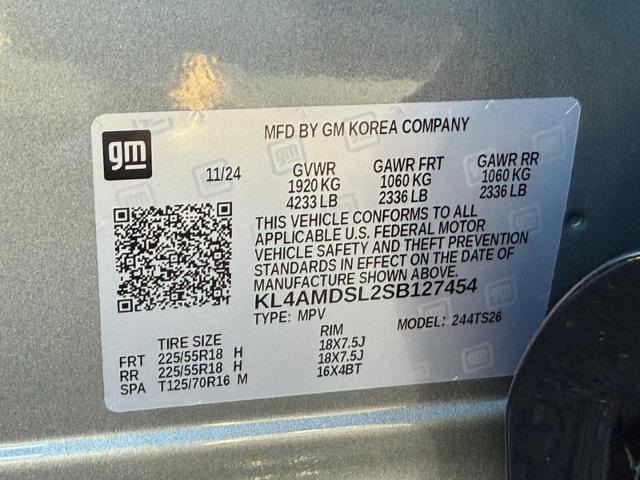 gm
MFD BY GM KOREA COMPANY
11/24
GVWR GAWR FRT GAWR RR
1920 KG 1060 KG 1060 KG
4233 LB 2336 LB 2336 LB
THIS VEHICLE CONFORMS TO ALL
APPLICABLE U.S. FEDERAL MOTOR
VEHICLE SAFETY AND THEFT PREVENTION
STANDARDS IN EFFECT ON THE DATE OF
MANUFACTURE SHOWN ABOVE.
KL4AMDSL2SB127454
TYPE: MPV MODEL: 244TS26
TIRE SIZE RIM
FRT 225/55R18 H 18X7.5J
RR 225/55R18 H 18X7.5J
SPA T125/70R16 M 16X4BT